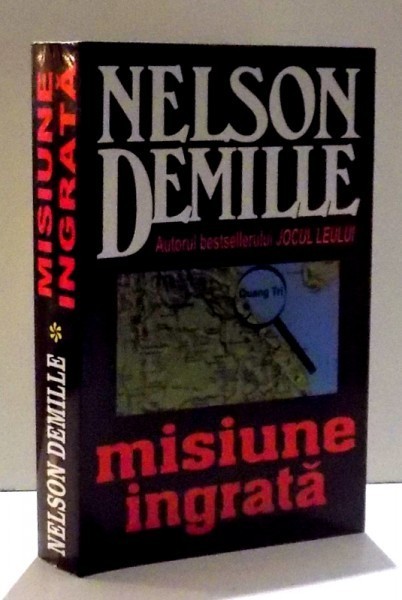 NELSON
DEMILLE
Autorul bestsellerului JOCUL LEULUI
Quang Tri
misiune
ingrată
MISIUNE
INGRATĂ
* NELSON DEMILLE